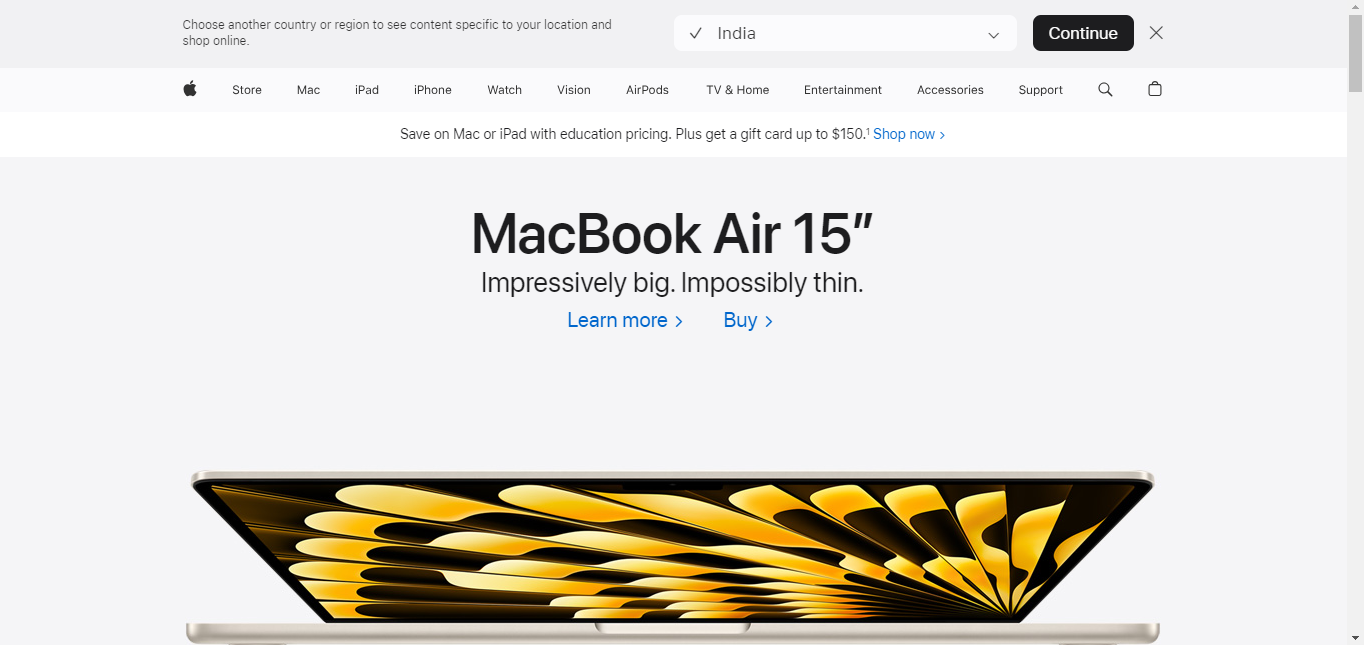 Choose another country or region to see content specific to your location and
shop online.
India
Continue
Store Mac iPad iPhone Watch Vision AirPods TV & Home Entertainment Accessories Support
Save on Mac or iPad with education pricing. Plus get a gift card up to $150.¹ Shop now >
MacBook Air 15”
Impressively big. Impossibly thin.
Learn more > Buy >